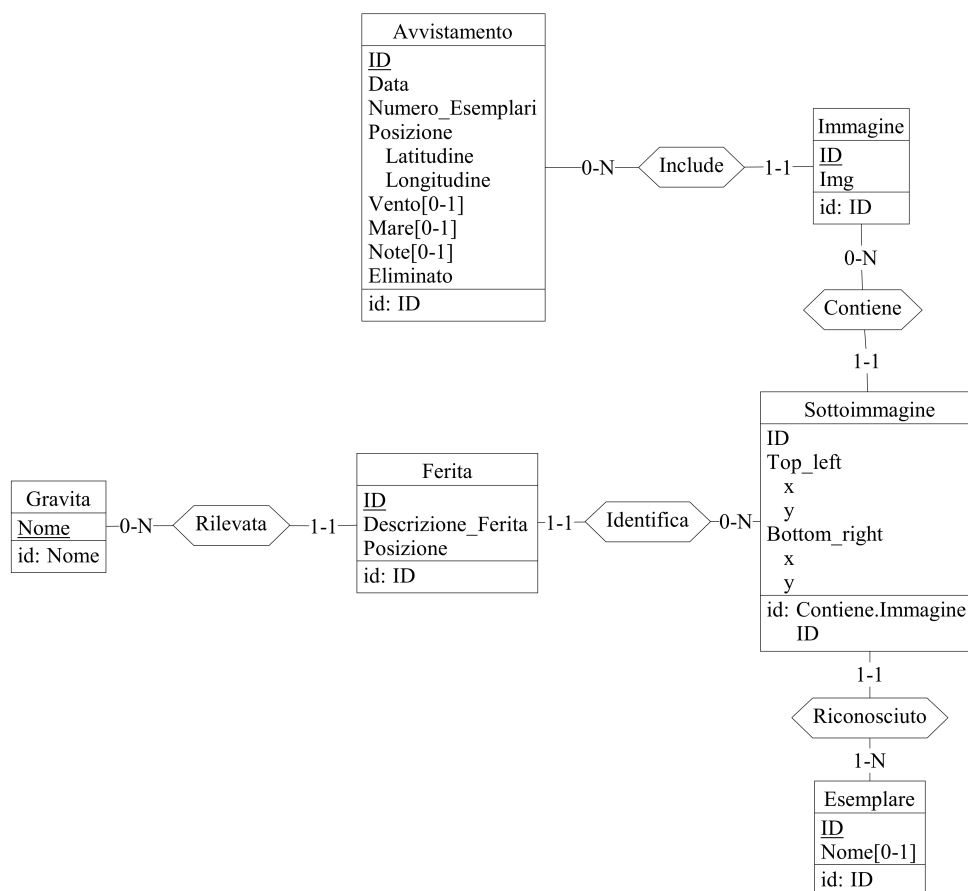 Avvistamento
ID
Data
Numero_Esemplari
Posizione
Latitudine
Longitudine
Vento[0-1]
Mare[0-1]
Note[0-1]
Eliminato
id: ID
0-N
Include
1-1
Immagine
ID
Img
id: ID
0-N
Contiene
1-1
Sottoimmagine
ID
Top_left
x
y
Bottom_right
x
y
id: Contiene.Immagine
ID
Gravita
Nome
id: Nome
0-N
Rilevata
1-1
Ferita
ID
Descrizione_Ferita
Posizione
id: ID
1-1
Identifica
0-N
1-1
Riconosciuto
1-N
Esemplare
ID
Nome[0-1]
id: ID